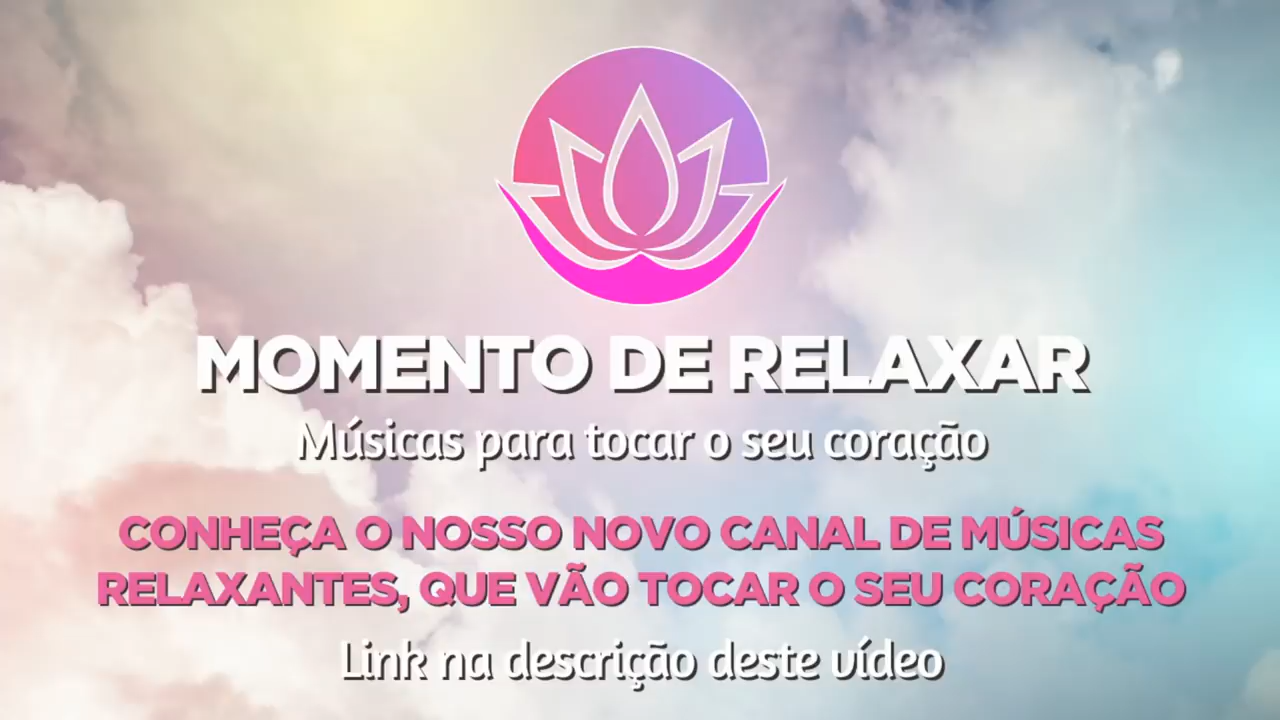 MOMENTO DE RELAXAR
Músicas para tocar o seu coração
CONHEÇA O NOSSO NOVO CANAL DE MÚSICAS
RELAXANTES, QUE VÃO TOCAR O SEU CORAÇÃO
Link na descrição deste vídeo